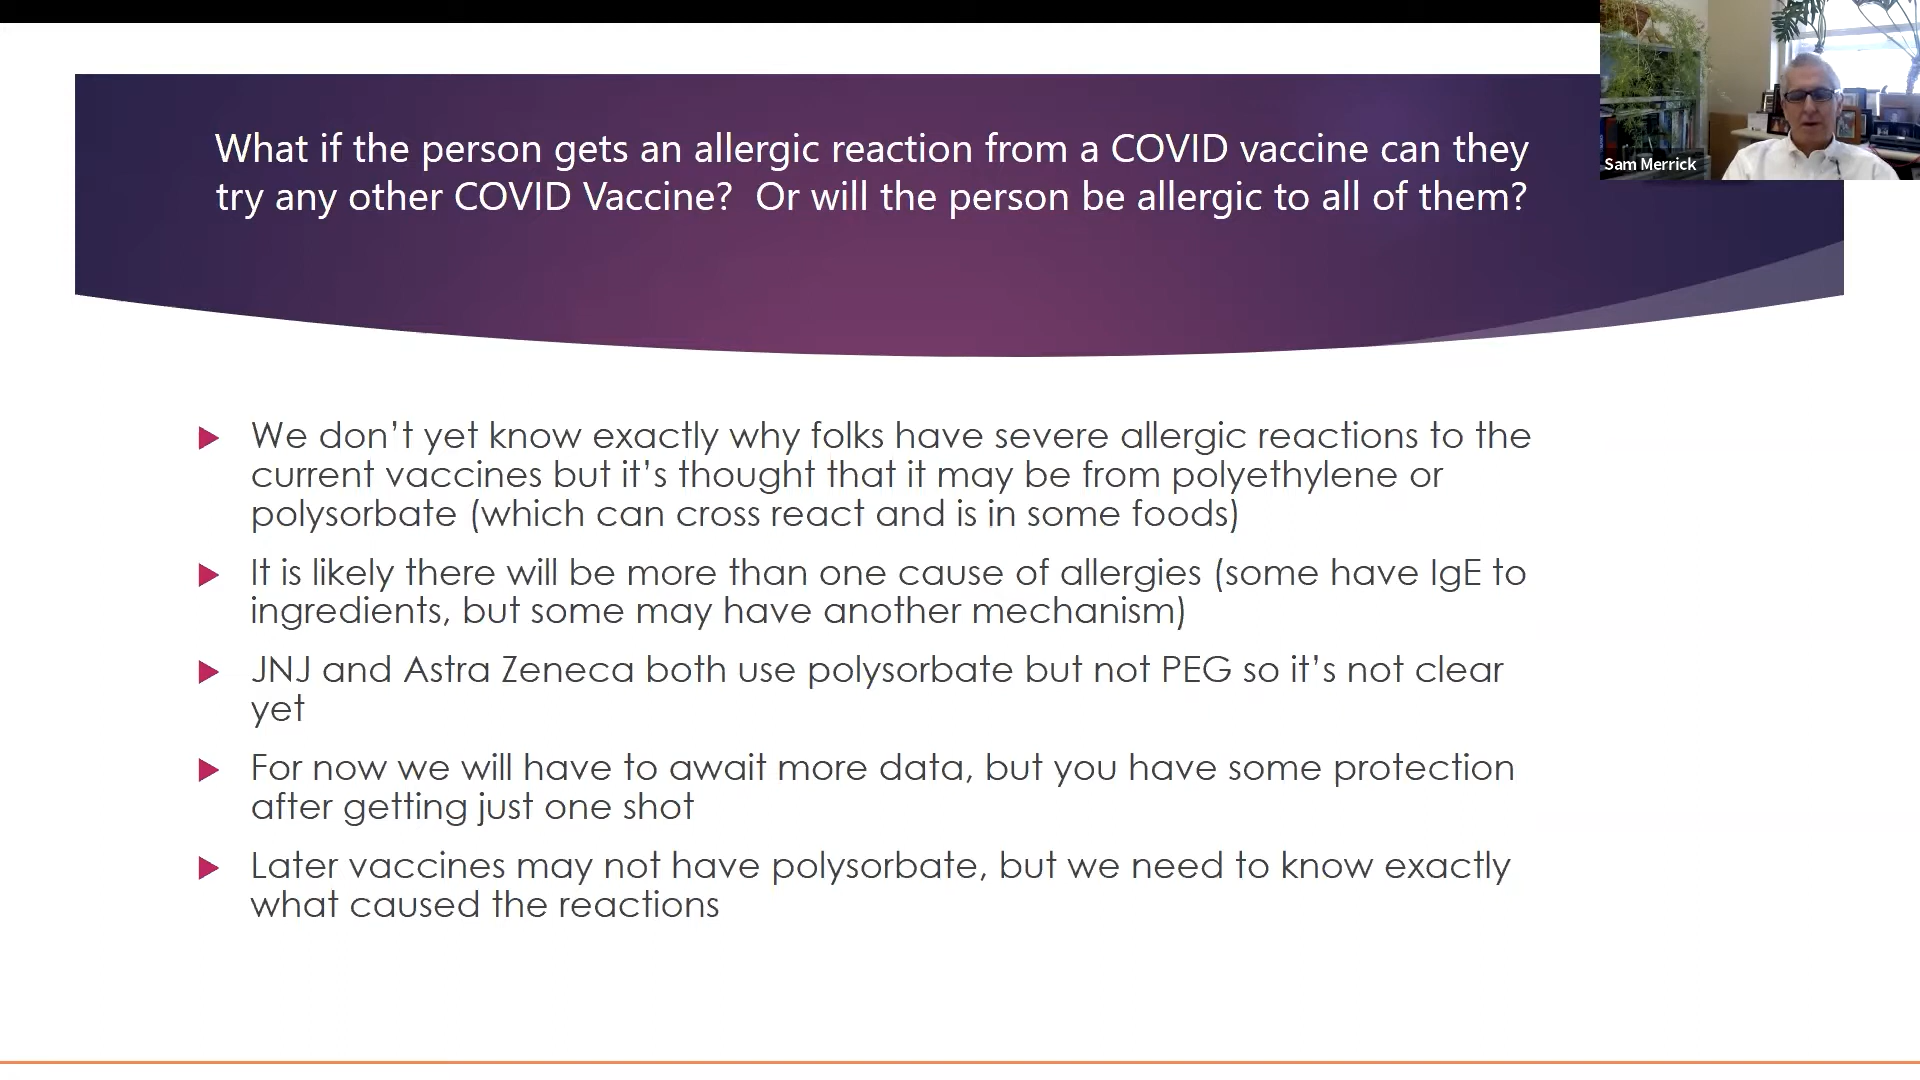 What if the person gets an allergic reaction from a COVID vaccine can they
try any other COVID Vaccine?  Or will the person be allergic to all of them?
Sam Merrick
We don’t yet know exactly why folks have severe allergic reactions to the
current vaccines but it’s thought that it may be from polyethylene or
polysorbate (which can cross react and is in some foods)
It is likely there will be more than one cause of allergies (some have IgE to
ingredients, but some may have another mechanism)
JNJ and Astra Zeneca both use polysorbate but not PEG so it’s not clear
yet
For now we will have to await more data, but you have some protection
after getting just one shot
Later vaccines may not have polysorbate, but we need to know exactly
what caused the reactions